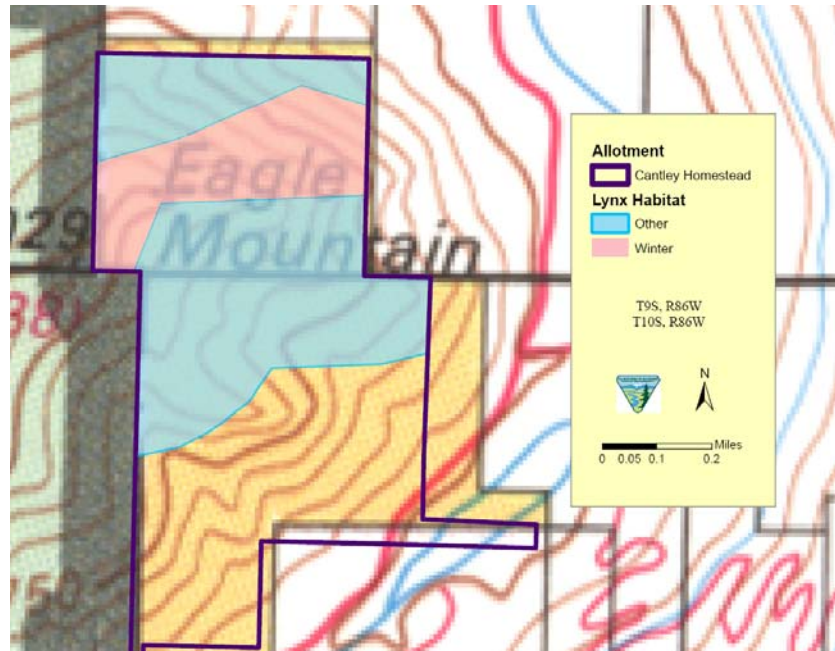 Eagle
Mountain
Allotment
Cantley Homestead
Lynx Habitat
Other
Winter
T9S, R86W
T10S, R86W
N
Miles
0 0.05 0.1 0.2